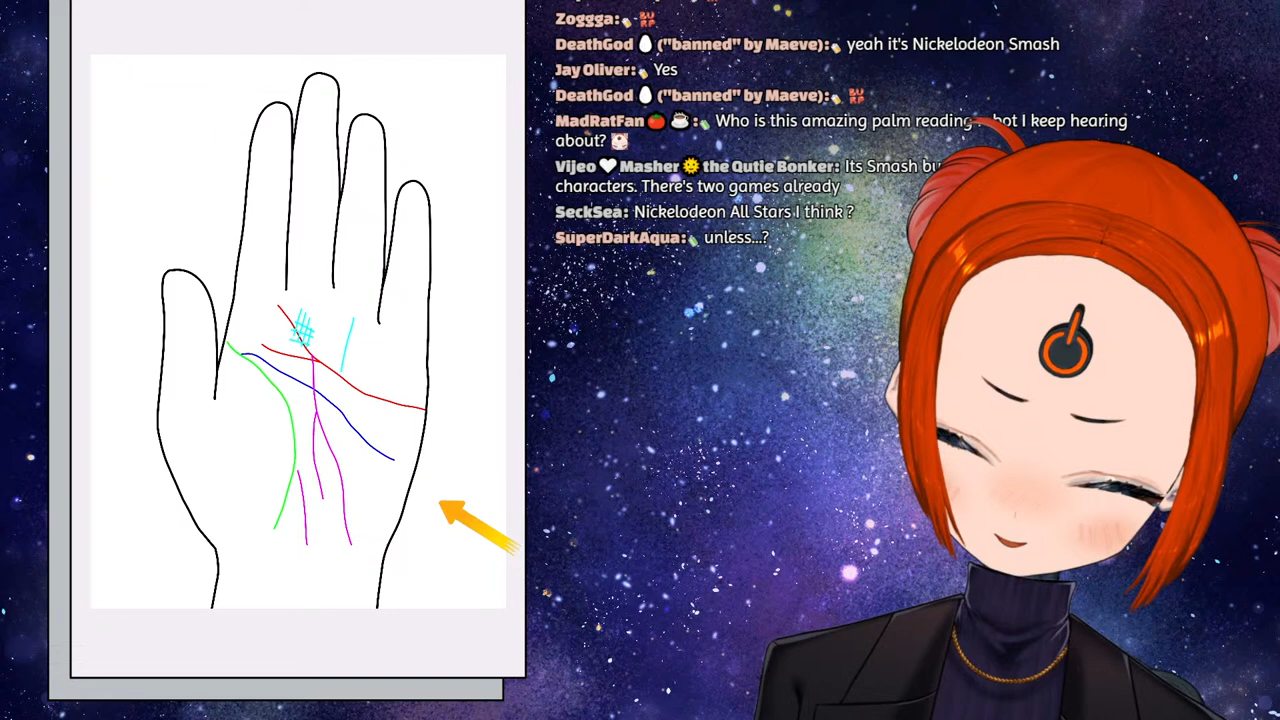 Zoggga: BURP
DeathGod ("banned" by Maeve): yeah it's Nickelodeon Smash
Jay Oliver: Yes
DeathGod ("banned" by Maeve): BURP
MadRatFan : Who is this amazing palm reading bot I keep hearing
about?
Vijeo Masher the Qutie Bonker: Its Smash bu
characters. There's two games already
SeckSea: Nickelodeon All Stars I think?
SuperDarkAqua: unless...?